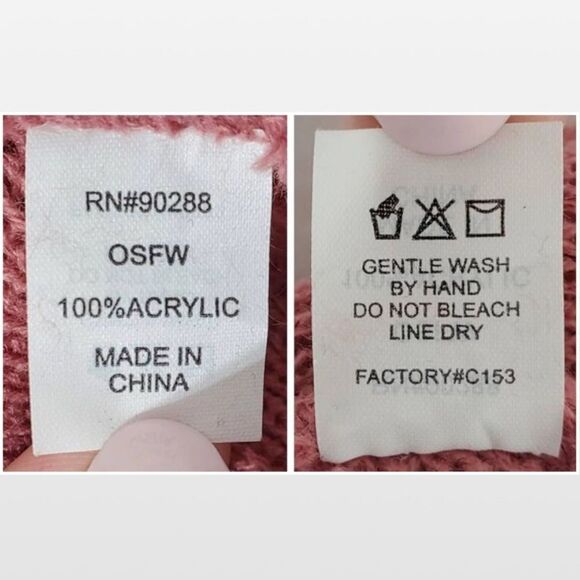 RN#90288
OSFW
100%ACRYLIC
MADE IN
CHINA
GENTLE WASH
BY HAND
DO NOT BLEACH
LINE DRY
FACTORY#C153